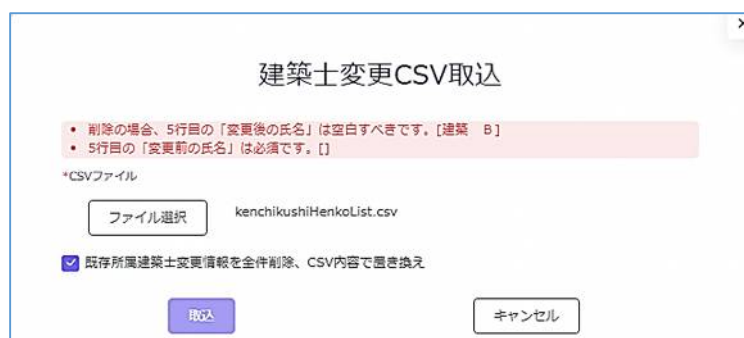 ×
建築士変更CSV取込
• 削除の場合、5行目の「変更後の氏名」は空白すべきです。[建築　B]
• 5行目の「変更前の氏名」は必須です。[]
*CSVファイル
ファイル選択 kenchikushiHenkoList.csv
既存所属建築士変更情報を全件削除、CSV内容で置き換え
取込 キャンセル